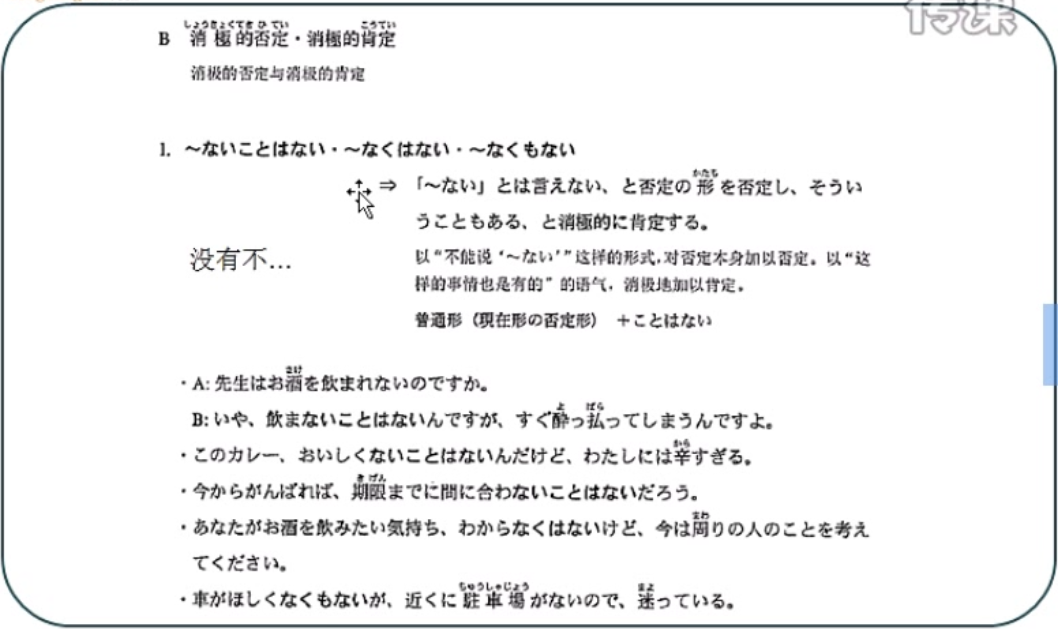 传课
B 消極的否定・消極的肯定
消极的否定与消极的肯定
1. ～ないことはない・～なくはない・～なくもない
⇒ 「～ない」とは言えない、と否定の形を否定し、そうい
うこともある、と消極的に肯定する。
没有不…
以“不能说‘～ない’”这样的形式,对否定本身加以否定。以“这
样的事情也是有的”的语气，消极地加以肯定。
普通形（現在形の否定形）＋ことはない
・A: 先生はお酒を飲まれないのですか。
B: いや、飲まないことはないんですが、すぐ酔っ払ってしまうんですよ。
・このカレー、おいしくないことはないんだけど、わたしには辛すぎる。
・今からがんばれば、期限までに間に合わないことはないだろう。
・あなたがお酒を飲みたい気持ち、わからなくはないけど、今は周りの人のことを考え
てください。
・車がほしくなくもないが、近くに駐車場がないので、迷っている。